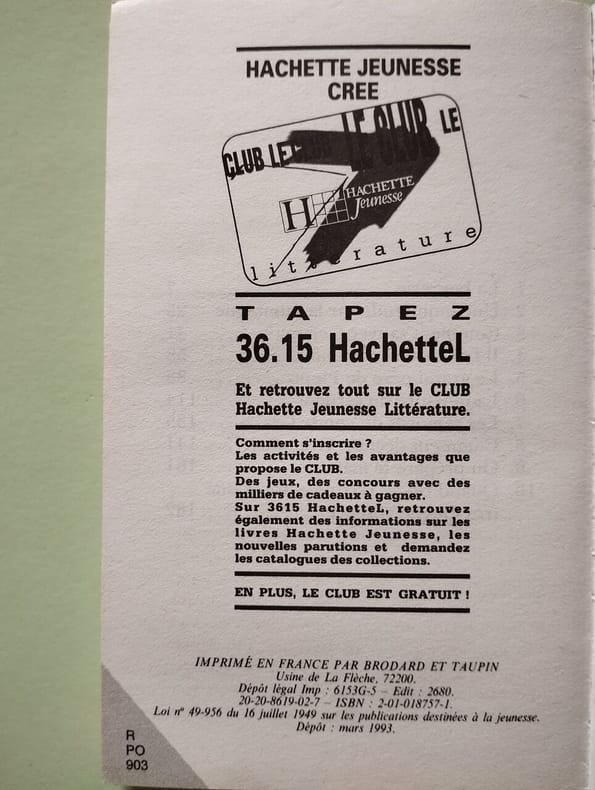 HACHETTE JEUNESSE
CREE
CLUB LE CLUB LE CLUB LE
H HACHETTE
Jeunesse
littérature
TAPEZ
36.15 HachetteL
Et retrouvez tout sur le CLUB
Hachette Jeunesse Littérature.
Comment s'inscrire ?
Les activités et les avantages que
propose le CLUB.
Des jeux, des concours avec des
milliers de cadeaux à gagner.
Sur 3615 HachetteL, retrouvez
également des informations sur les
livres Hachette Jeunesse, les
nouvelles parutions et demandez
les catalogues des collections.
EN PLUS, LE CLUB EST GRATUIT !
IMPRIMÉ EN FRANCE PAR BRODARD ET TAUPIN
Usine de La Flèche, 72200.
Dépôt légal Imp : 6153G-5 – Edit : 2680.
20-20-8619-02-7 – ISBN : 2-01-018757-1.
Loi n° 49-956 du 16 juillet 1949 sur les publications destinées à la jeunesse.
Dépôt : mars 1993.
R
PO
903